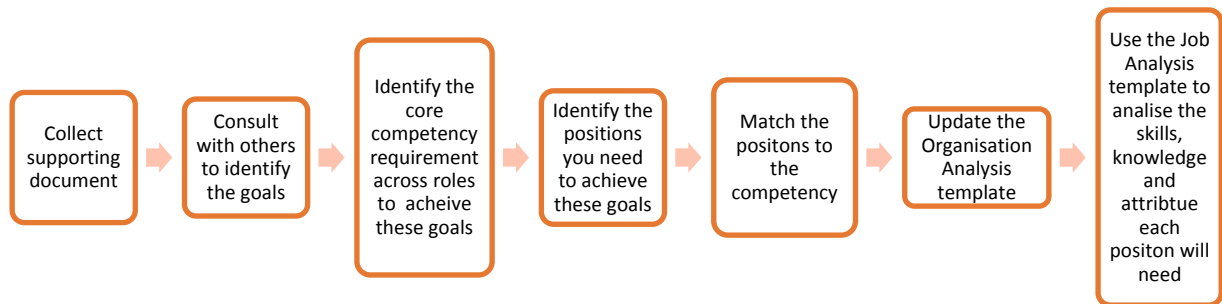 Collect
supporting
document
Consult
with others
to identify
the goals
Identify the
core
competency
requirement
across roles
to  acheive
these goals
Identify the
positions
you need
to achieve
these goals
Match the
positons to
the
competency
Update the
Organisation
Analysis
template
Use the Job
Analysis
template to
analise the
skills,
knowledge
and
attribtue
each
positon will
need